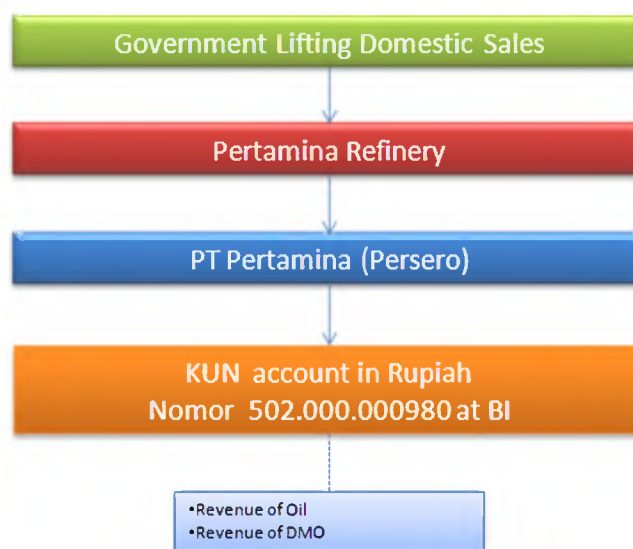 Government Lifting Domestic Sales
Pertamina Refinery
PT Pertamina (Persero)
KUN account in Rupiah
Nomor 502.000.000980 at BI
•Revenue of Oil
•Revenue of DMO